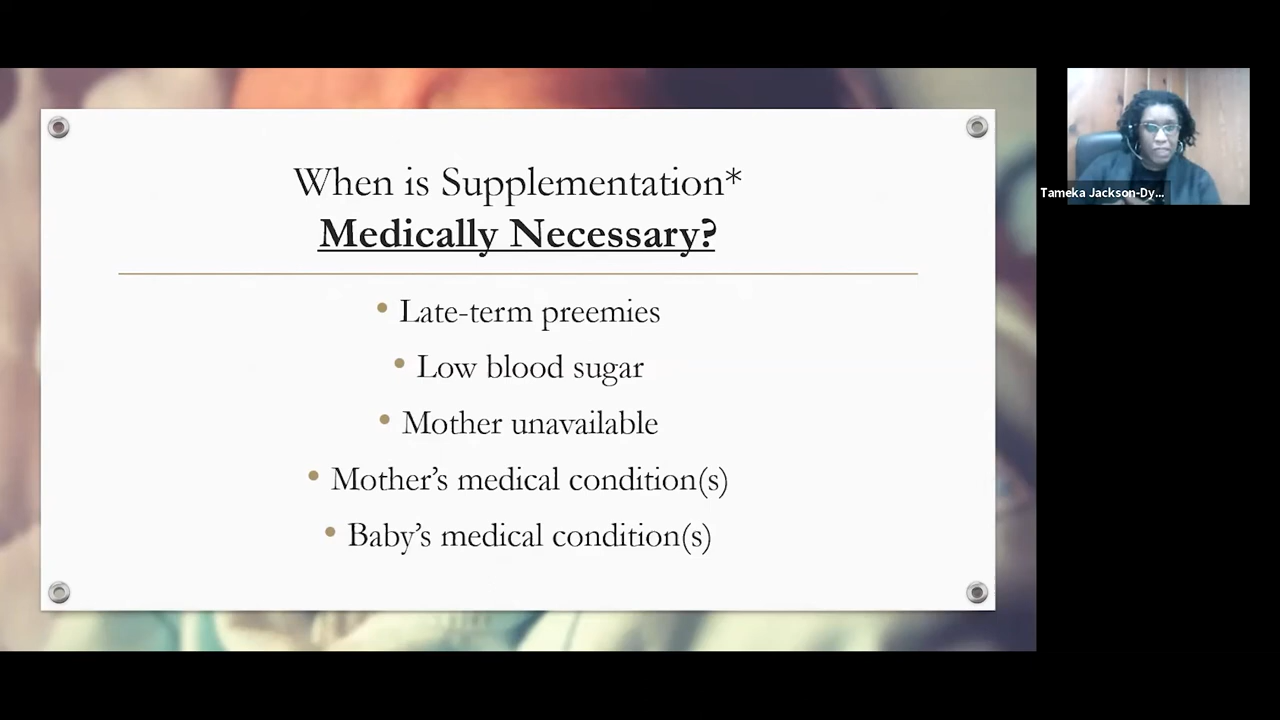 When is Supplementation*
Medically Necessary?
• Late-term preemies
• Low blood sugar
• Mother unavailable
• Mother's medical condition(s)
• Baby's medical condition(s)
Tameka Jackson-Dy...